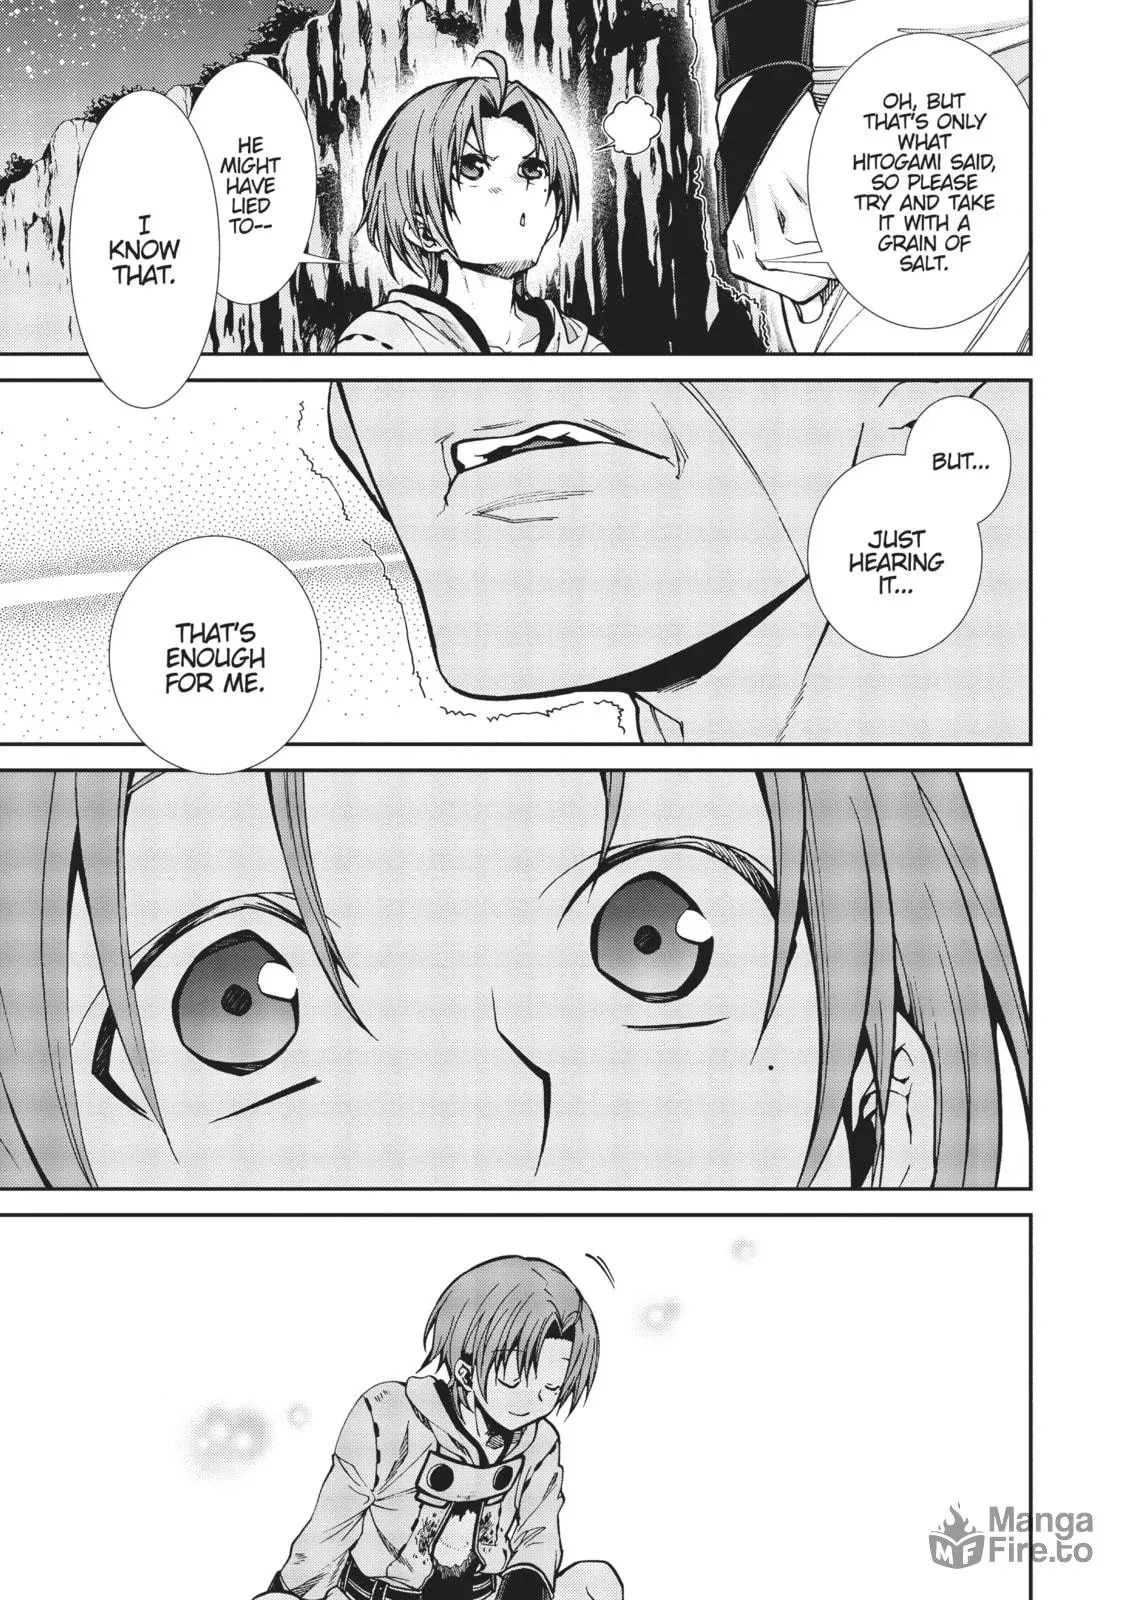 OH, BUT
THAT'S ONLY
WHAT
HITOGAMI SAID,
SO PLEASE
TRY AND TAKE
IT WITH A
GRAIN OF
SALT.
HE
MIGHT
HAVE
LIED
TO--
I
KNOW
THAT.
BUT...
JUST
HEARING
IT...
THAT'S
ENOUGH
FOR ME.
Manga
MF Fire.to